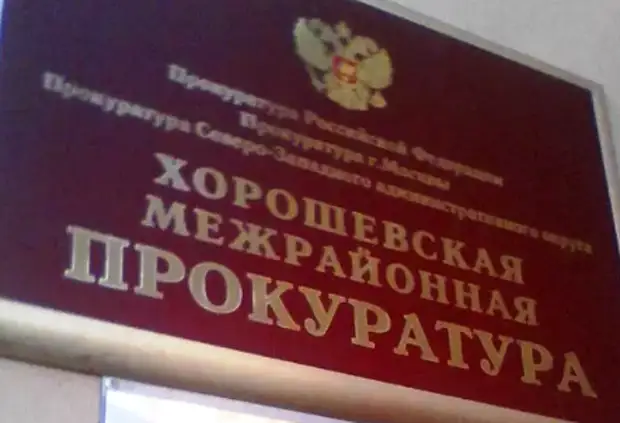 Прокуратура Российской Федерации
Прокуратура г.Москвы
Прокуратура Северо-Западного административного округа
ХОРОШЕВСКАЯ
МЕЖРАЙОННАЯ
ПРОКУРАТУРА